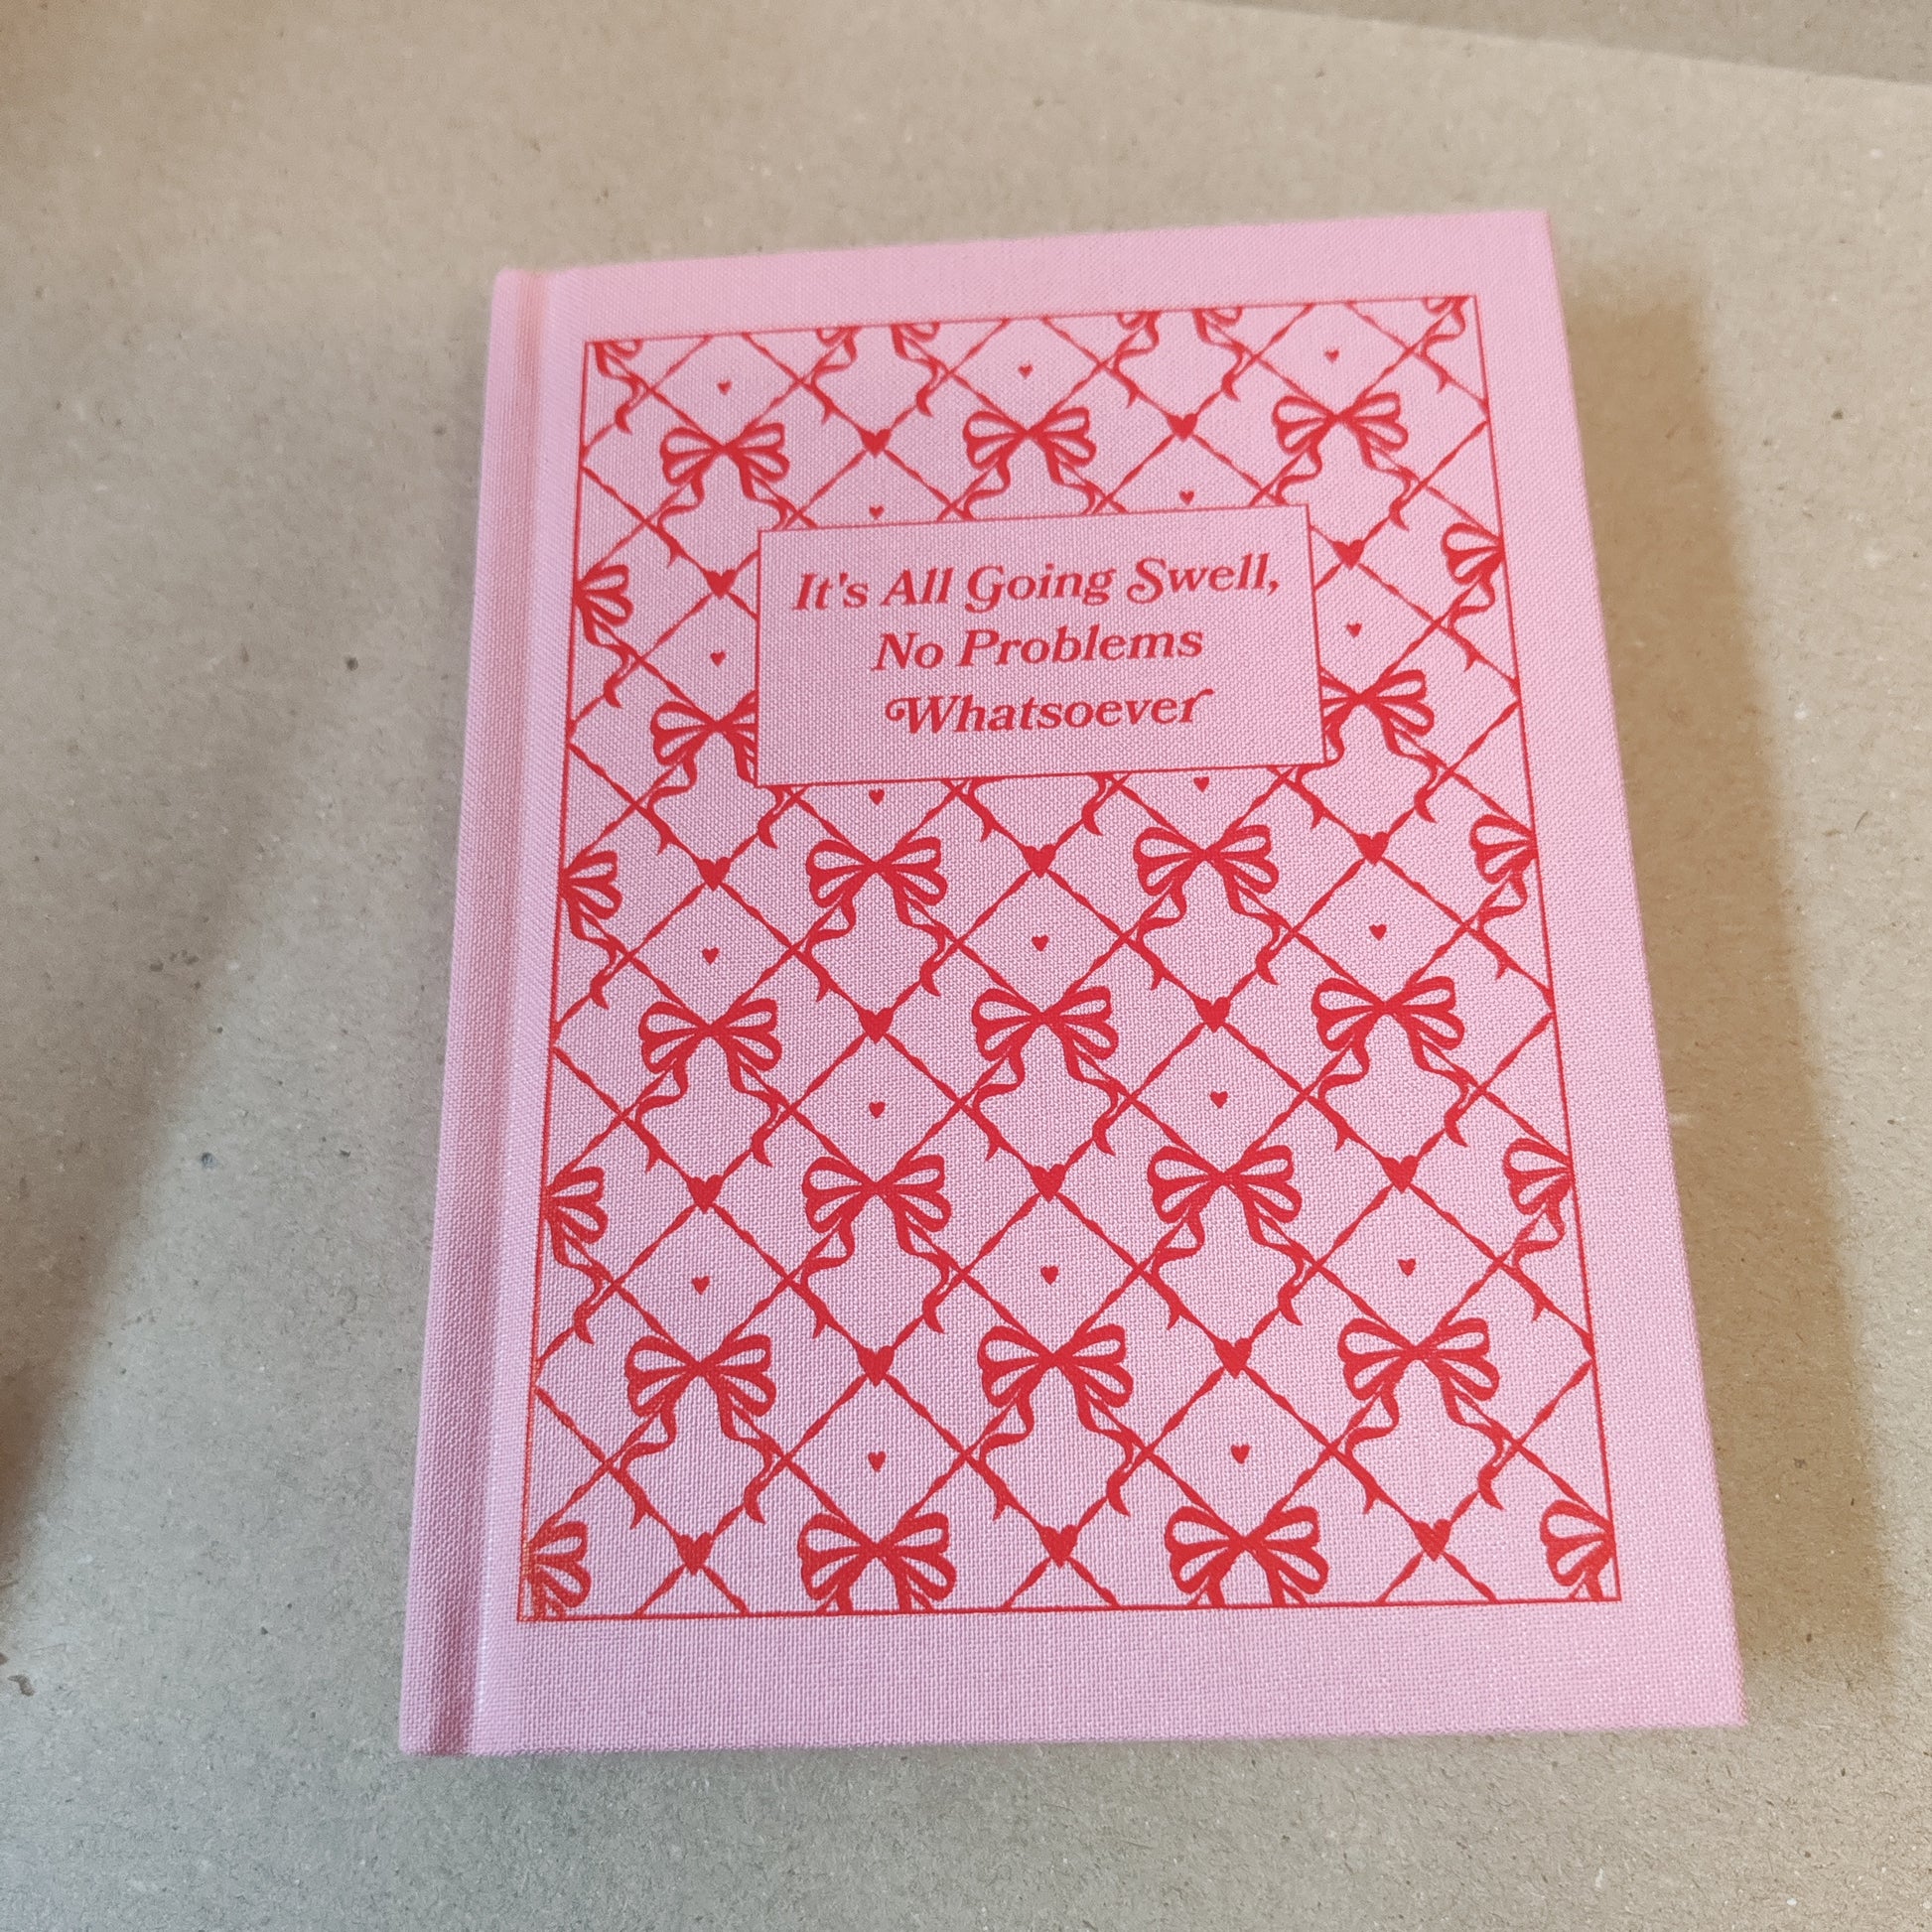 It's All Going Swell,
No Problems
Whatsoever